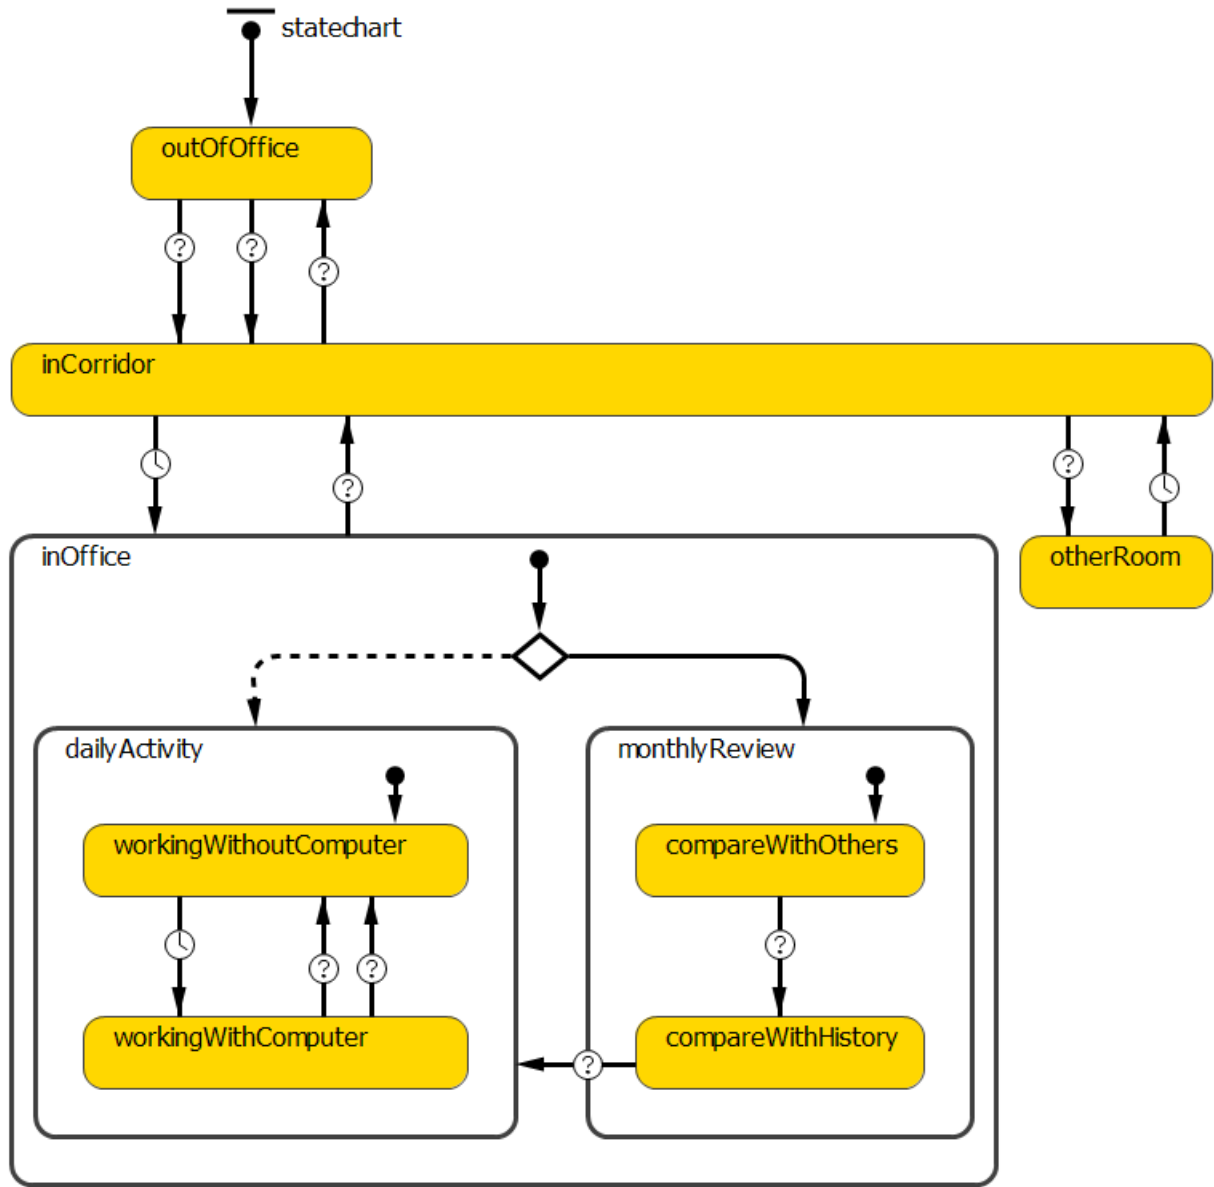 statechart
outOfOffice
?
?
?
inCorridor
?
?
inOffice
otherRoom
dailyActivity
monthlyReview
workingWithoutComputer
compareWithOthers
?
?
?
workingWithComputer
compareWithHistory
?